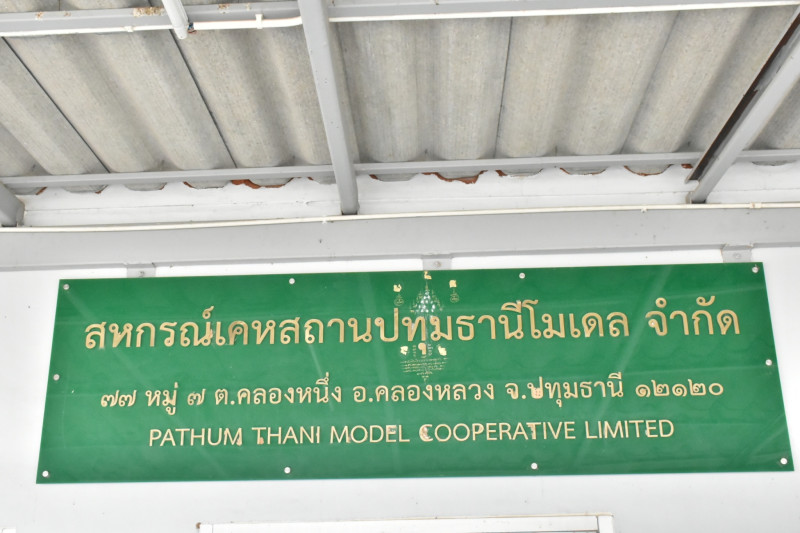 สหกรณ์เคหสถานปทุมธานีโมเดล จำกัด
๗๗ หมู่ ๗ ต.คลองหนึ่ง อ.คลองหลวง จ.ปทุมธานี ๑๒๑๒๐
PATHUM THANI MODEL COOPERATIVE LIMITED